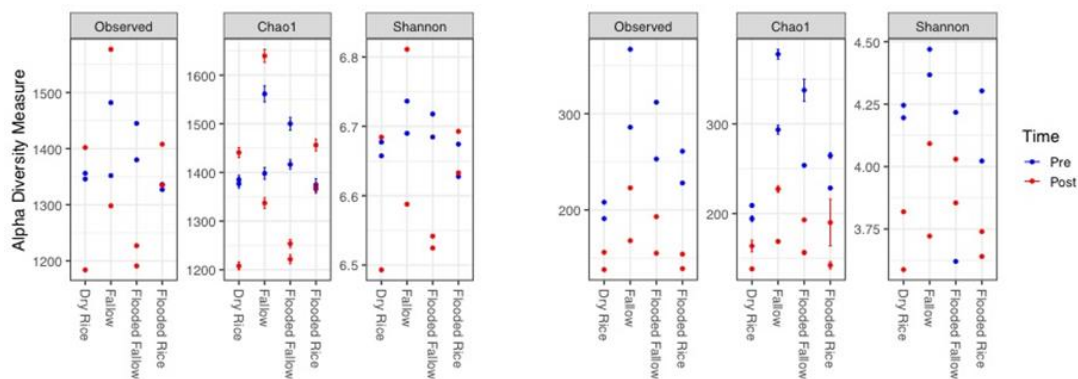 Observed Chao1 Shannon Observed Chao1 Shannon
Alpha Diversity Measure
1500
1400
1300
1200
1600
1500
1400
1300
1200
6.8
6.7
6.6
6.5
300
200
300
200
4.50
4.25
4.00
3.75
Time
Pre
Post
Dry Rice
Fallow
Flooded Fallow
Flooded Rice
Dry Rice
Fallow
Flooded Fallow
Flooded Rice
Dry Rice
Fallow
Flooded Fallow
Flooded Rice
Dry Rice
Fallow
Flooded Fallow
Flooded Rice
Dry Rice
Fallow
Flooded Fallow
Flooded Rice
Dry Rice
Fallow
Flooded Fallow
Flooded Rice